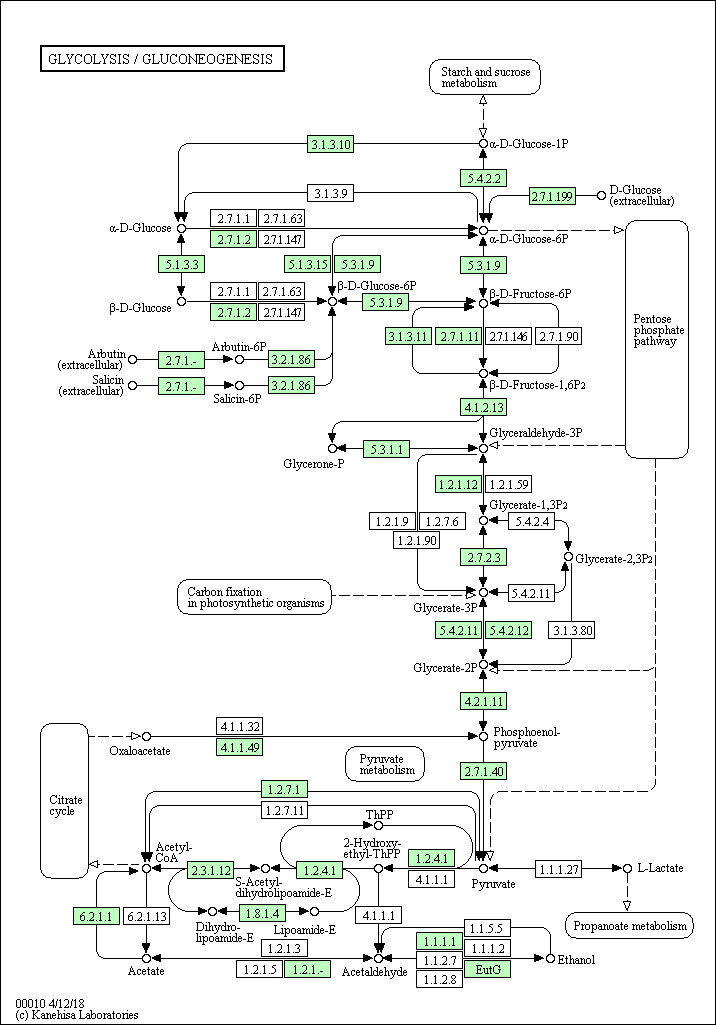 GLYCOLYSIS / GLUCONEOGENESIS
Starch and sucrose
metabolism
3.1.3.10
α-D-Glucose-1P
5.4.2.2
3.1.3.9
2.7.1.199
D-Glucose
(extracellular)
2.7.1.1
2.7.1.63
α-D-Glucose
2.7.1.2
2.7.1.147
α-D-Glucose-6P
5.1.3.3
5.1.3.15
5.3.1.9
5.3.1.9
β-D-Glucose-6P
β-D-Fructose-6P
2.7.1.1
2.7.1.63
β-D-Glucose
2.7.1.2
2.7.1.147
5.3.1.9
Pentose
phosphate
pathway
3.1.3.11
2.7.1.11
2.7.1.146
2.7.1.90
Arbutin
(extracellular)
2.7.1.-
Arbutin-6P
3.2.1.86
Salicin
(extracellular)
2.7.1.-
Salicin-6P
3.2.1.86
β-D-Fructose-1,6P2
4.1.2.13
Glyceraldehyde-3P
5.3.1.1
Glycerone-P
1.2.1.12
1.2.1.59
Glycerate-1,3P2
1.2.1.9
1.2.7.6
5.4.2.4
1.2.1.90
2.7.2.3
Glycerate-2,3P2
Carbon fixation
in photosynthetic organisms
5.4.2.11
Glycerate-3P
5.4.2.11
5.4.2.12
3.1.3.80
Glycerate-2P
4.2.1.11
4.1.1.32
Oxaloacetate
4.1.1.49
Phosphoenol-
pyruvate
Pyruvate
metabolism
2.7.1.40
Citrate
cycle
1.2.7.1
1.2.7.11
ThPP
Acetyl-
CoA
2-Hydroxy-
ethyl-ThPP
2.3.1.12
1.2.4.1
1.2.4.1
4.1.1.1
S-Acetyl-
dihydrolipoamide-E
Pyruvate
1.1.1.27
L-Lactate
6.2.1.1
6.2.1.13
1.8.1.4
Dihydro-
lipoamide-E
Lipoamide-E
4.1.1.1
Propanoate metabolism
1.1.5.5
1.2.1.3
1.1.1.1
1.1.1.2
Acetate
1.2.1.5
1.2.1.-
Acetaldehyde
1.1.2.7
EutG
Ethanol
1.1.2.8
00010 4/12/18
(c) Kanehisa Laboratories